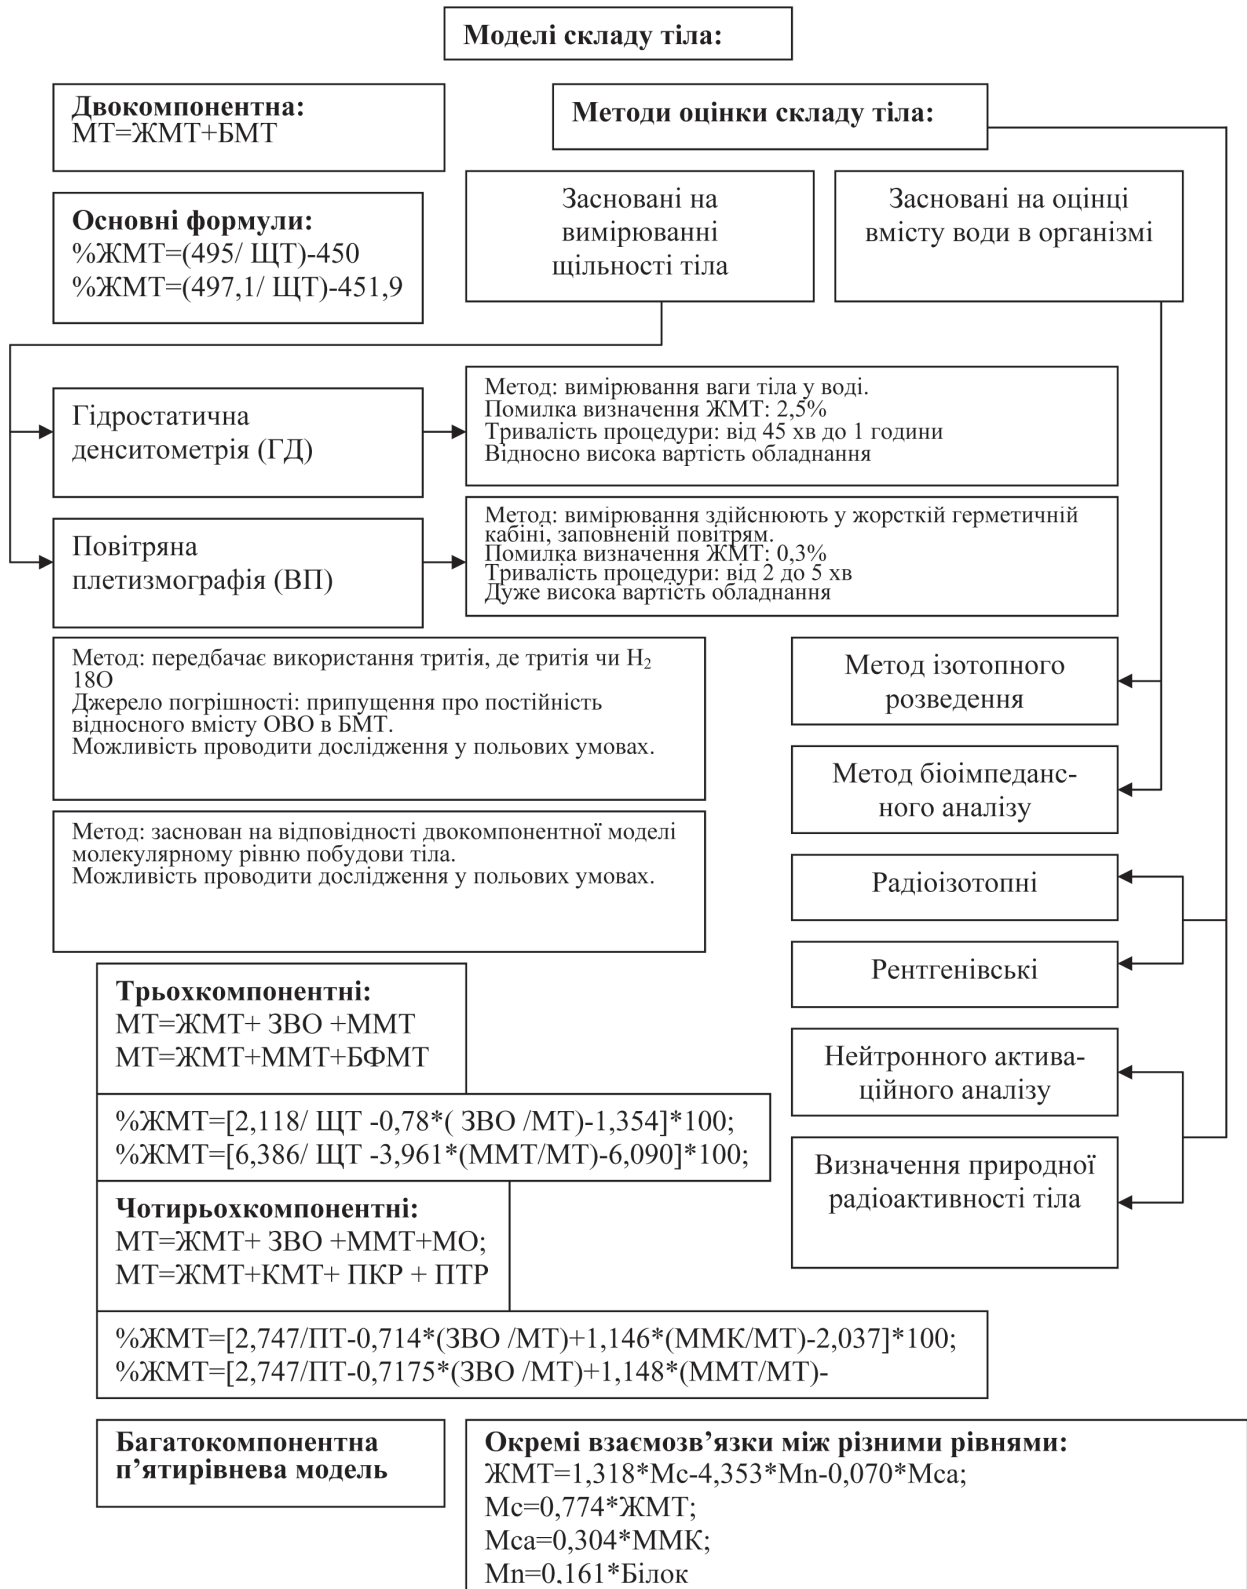 Моделі складу тіла:
Двокомпонентна:
МТ=ЖМТ+БМТ
Методи оцінки складу тіла:
Основні формули:
%ЖМТ=(495/ ЩТ)-450
%ЖМТ=(497,1/ ЩТ)-451,9
Засновані на
вимірюванні
щільності тіла
Засновані на оцінці
вмісту води в організмі
Гідростатична
денситометрія (ГД)
Метод: вимірювання ваги тіла у воді.
Помилка визначення ЖМТ: 2,5%
Тривалість процедури: від 45 хв до 1 години
Відносно висока вартість обладнання
Повітряна
плетизмографія (ВП)
Метод: вимірювання здійснюють у жорсткій герметичній
кабіні, заповненій повітрям.
Помилка визначення ЖМТ: 0,3%
Тривалість процедури: від 2 до 5 хв
Дуже висока вартість обладнання
Метод: передбачає використання тритія, де тритія чи H₂
18O
Джерело погрішності: припущення про постійність
відносного вмісту ОВО в БМТ.
Можливість проводити дослідження у польових умовах.
Метод ізотопного
розведення
Метод біоімпеданс-
ного аналізу
Метод: заснован на відповідності двокомпонентної моделі
молекулярному рівню побудови тіла.
Можливість проводити дослідження у польових умовах.
Радіоізотопні
Рентгенівські
Нейтронного актива-
ційного аналізу
Визначення природної
радіоактивності тіла
Трьохкомпонентні:
МТ=ЖМТ+ ЗВО +ММТ
МТ=ЖМТ+ММТ+БФМТ
%ЖМТ=[2,118/ ЩТ -0,78*( ЗВО /МТ)-1,354]*100;
%ЖМТ=[6,386/ ЩТ -3,961*(ММТ/МТ)-6,090]*100;
Чотирьохкомпонентні:
МТ=ЖМТ+ ЗВО +ММТ+МО;
МТ=ЖМТ+КМТ+ ПКР + ПТР
%ЖМТ=[2,747/ПТ-0,714*(ЗВО /МТ)+1,146*(ММК/МТ)-2,037]*100;
%ЖМТ=[2,747/ПТ-0,7175*(ЗВО /МТ)+1,148*(ММТ/МТ)-
Багатокомпонентна
п’ятирівнева модель
Окремі взаємозв’язки між різними рівнями:
ЖМТ=1,318*Mc-4,353*Mn-0,070*Mca;
Mc=0,774*ЖМТ;
Mca=0,304*ММК;
Mn=0,161*Білок